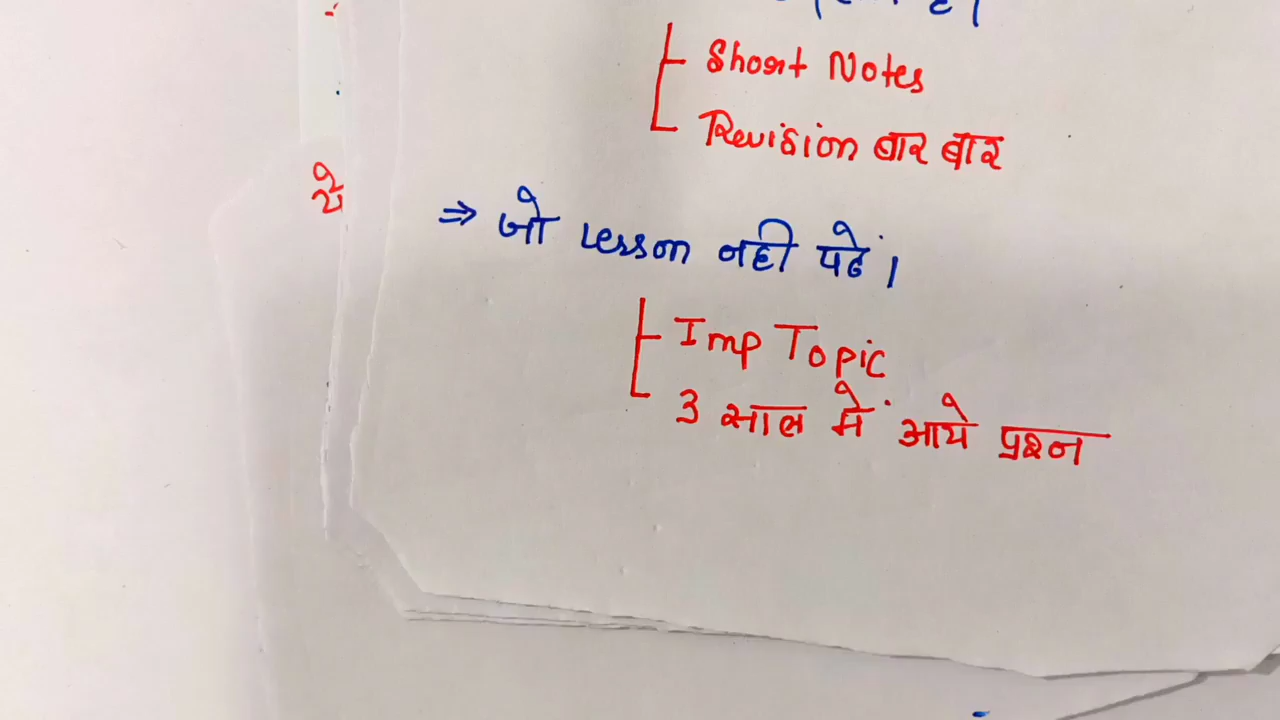 है।
Short Notes
Revision बार बार
ये
⇒ जो Lesson नही पढें।
Imp Topic
3 साल में आये प्रश्न